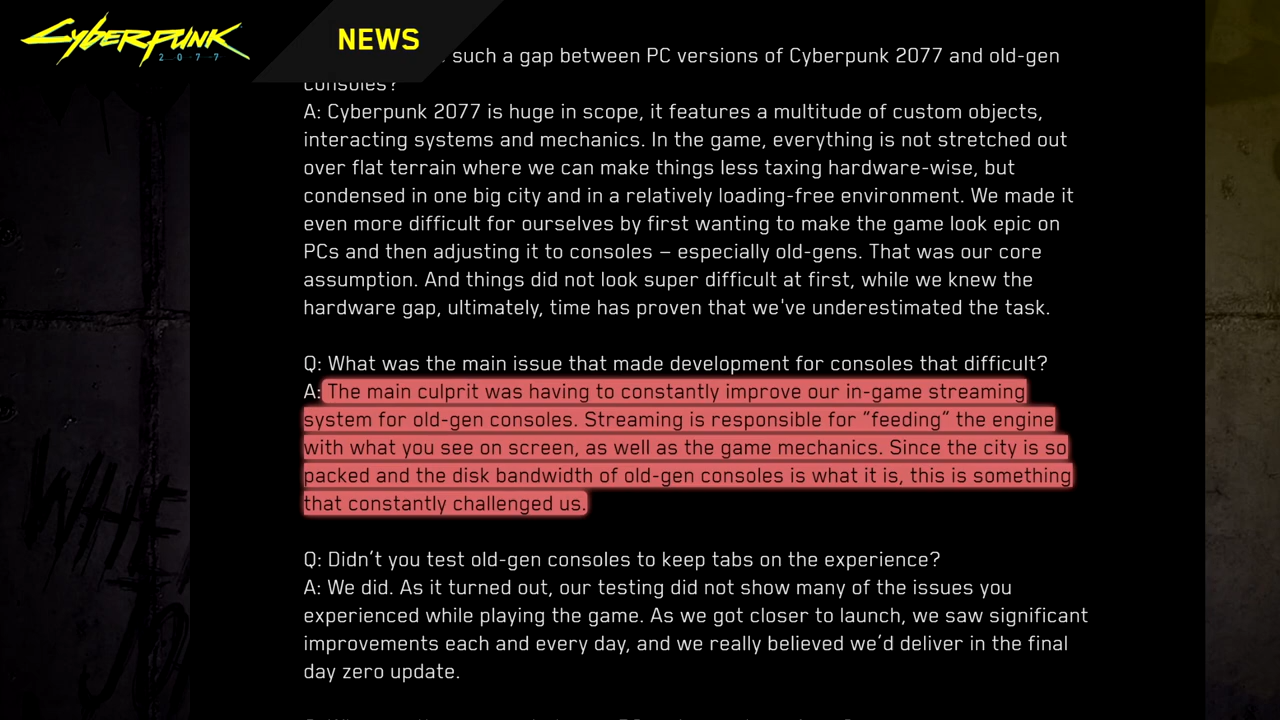 CYBERPUNK
2077
NEWS
such a gap between PC versions of Cyberpunk 2077 and old-gen
consoles?
A: Cyberpunk 2077 is huge in scope, it features a multitude of custom objects,
interacting systems and mechanics. In the game, everything is not stretched out
over flat terrain where we can make things less taxing hardware-wise, but
condensed in one big city and in a relatively loading-free environment. We made it
even more difficult for ourselves by first wanting to make the game look epic on
PCs and then adjusting it to consoles – especially old-gens. That was our core
assumption. And things did not look super difficult at first, while we knew the
hardware gap, ultimately, time has proven that we've underestimated the task.
Q: What was the main issue that made development for consoles that difficult?
A: The main culprit was having to constantly improve our in-game streaming
system for old-gen consoles. Streaming is responsible for “feeding“ the engine
with what you see on screen, as well as the game mechanics. Since the city is so
packed and the disk bandwidth of old-gen consoles is what it is, this is something
that constantly challenged us.
Q: Didn’t you test old-gen consoles to keep tabs on the experience?
A: We did. As it turned out, our testing did not show many of the issues you
experienced while playing the game. As we got closer to launch, we saw significant
improvements each and every day, and we really believed we’d deliver in the final
day zero update.